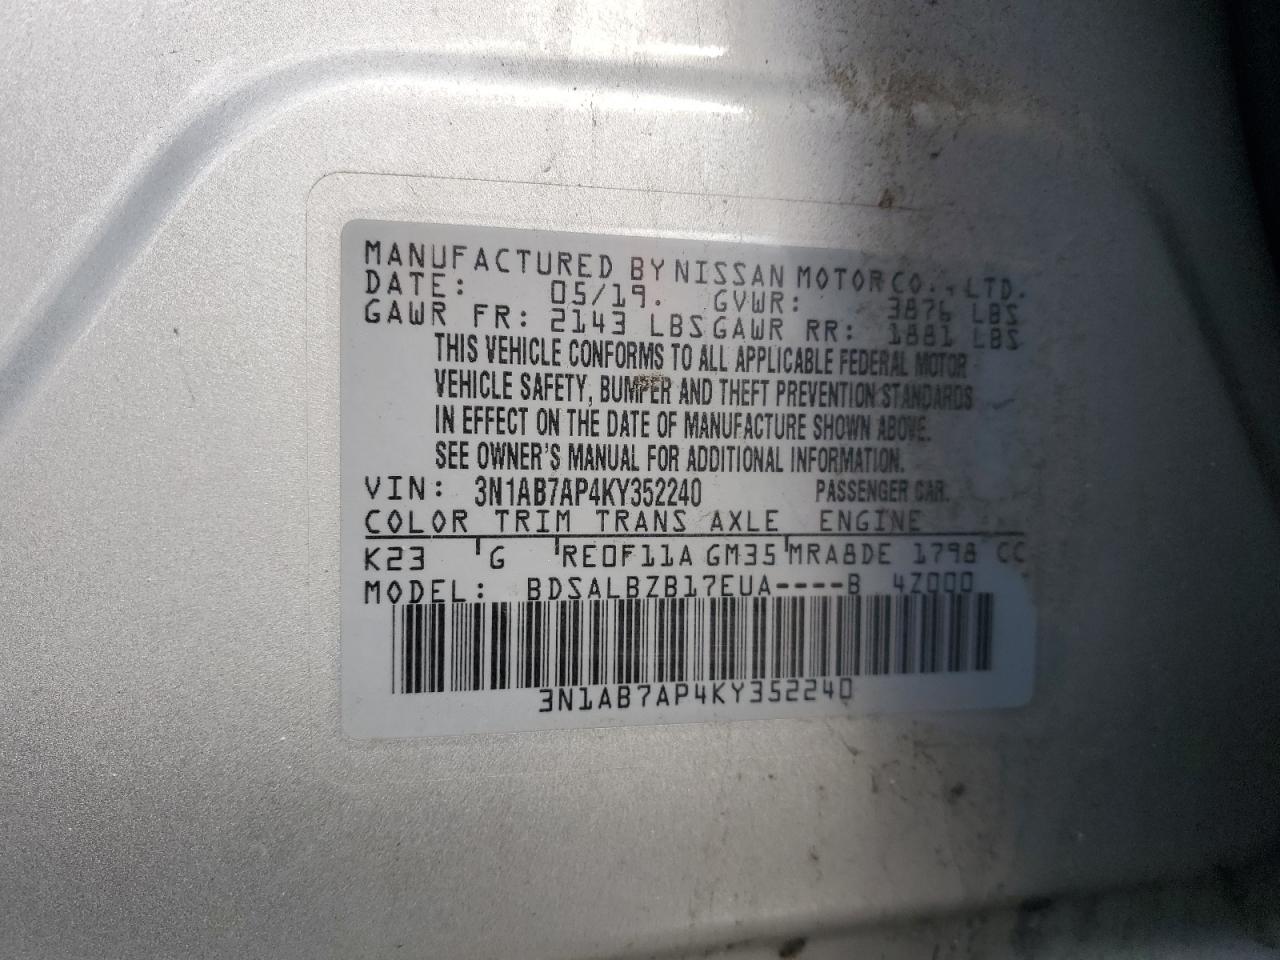 MANUFACTURED BY NISSAN MOTOR CO., LTD.
DATE: 05/19. GVWR: 3876 LBS
GAWR FR: 2143 LBS GAWR RR: 1881 LBS
THIS VEHICLE CONFORMS TO ALL APPLICABLE FEDERAL MOTOR
VEHICLE SAFETY, BUMPER AND THEFT PREVENTION STANDARDS
IN EFFECT ON THE DATE OF MANUFACTURE SHOWN ABOVE.
SEE OWNER'S MANUAL FOR ADDITIONAL INFORMATION.
VIN: 3N1AB7AP4KY352240 PASSENGER CAR.
COLOR TRIM TRANS AXLE ENGINE
K23 G RE0F11A GM35 MRA8DE 1798 CC
MODEL: BDSALBZB17EUA----B 4Z000
3N1AB7AP4KY352240